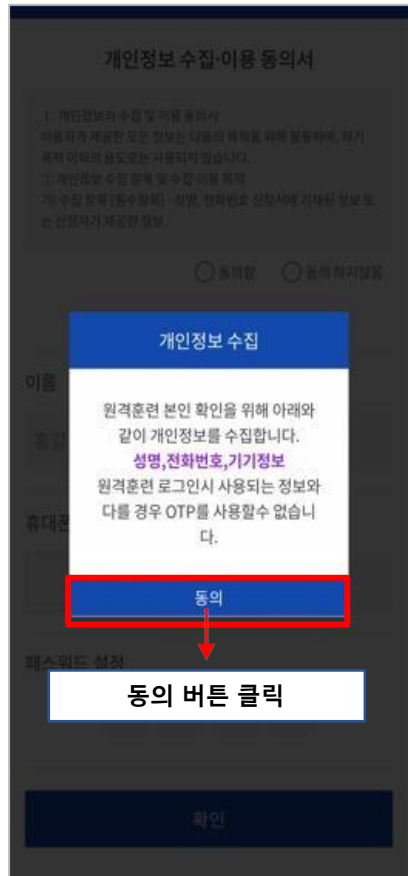 개인정보 수집·이용 동의서
1. 개인정보의 수집 및 이용 동의서
이용자가 제공한 모든 정보는 다음의 목적을 위해 활용하며, 하기
목적 이외의 용도로는 사용되지 않습니다.
① 개인정보 수집 항목 및 수집·이용 목적
가) 수집 항목 (필수항목) - 성명, 전화번호 신청서에 기재된 정보 또
는 신청자가 제공한 정보
동의함
동의 하지않음
개인정보 수집
이름
원격훈련 본인 확인을 위해 아래와
같이 개인정보를 수집합니다.
성명,전화번호,기기정보
원격훈련 로그인시 사용되는 정보와
다를 경우 OTP를 사용할수 없습니
다.
동의
패스워드 설정
동의 버튼 클릭
확인